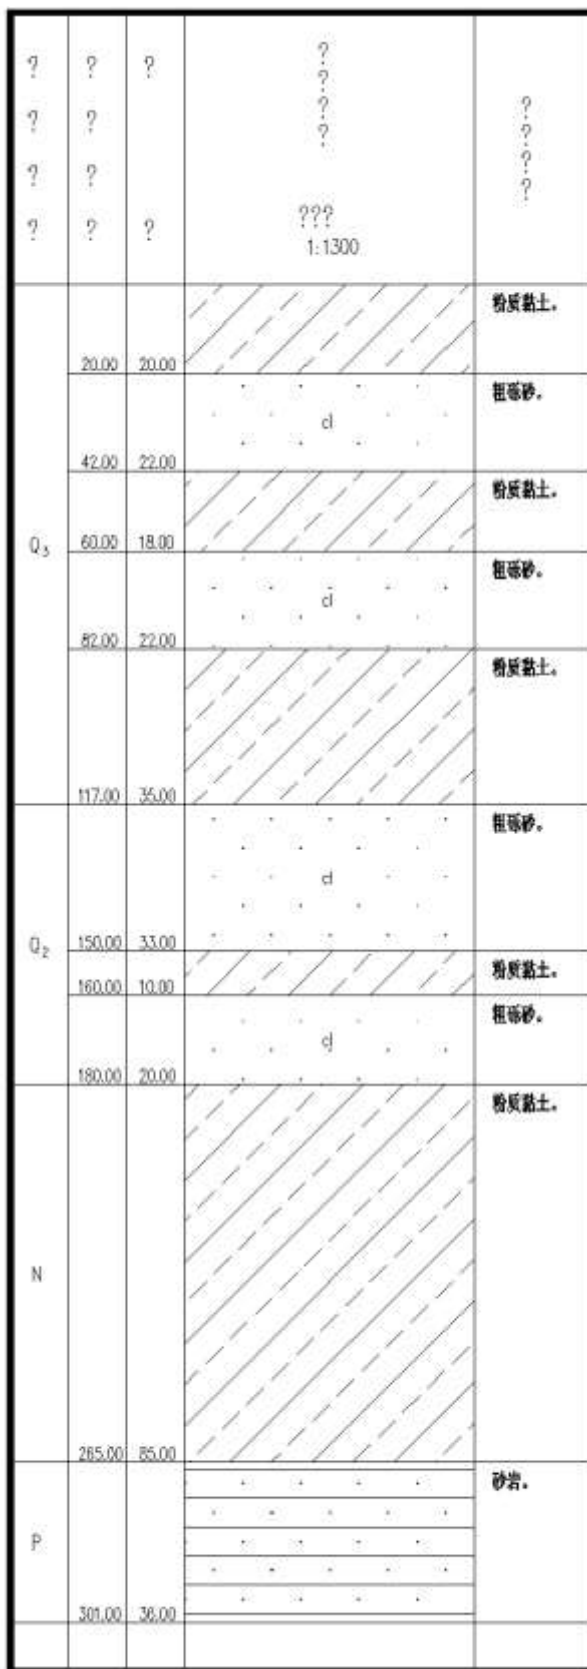 ? ? ? ?
?
? ?
?
? ?
?
? ?
?
? ?
?
?
? ? ? ???
?
1:1300
粉质黏土。
20.00 20.00
粗砾砂。
cl
42.00 22.00
粉质黏土。
Q3 60.00 18.00
粗砾砂。
cl
82.00 22.00
粉质黏土。
117.00 35.00
粗砾砂。
cl
Q2 150.00 33.00
粉质黏土。
160.00 10.00
粗砾砂。
cl
180.00 20.00
粉质黏土。
N
265.00 85.00
砂岩。
P
301.00 36.00